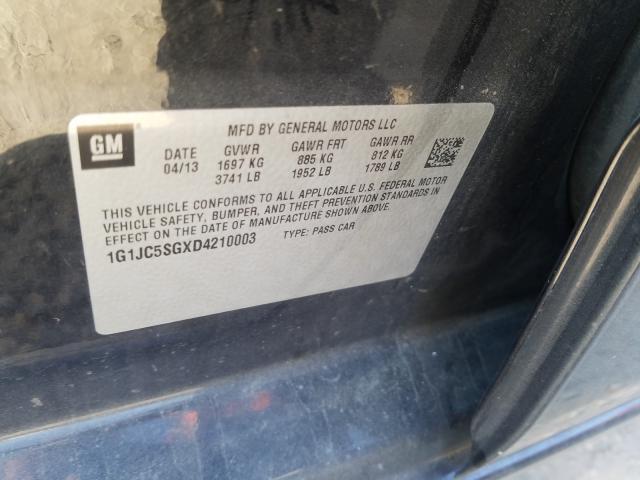 GM
MFD BY GENERAL MOTORS LLC
DATE GVWR GAWR FRT GAWR RR
04/13 1697 KG 885 KG 812 KG
3741 LB 1952 LB 1789 LB
THIS VEHICLE CONFORMS TO ALL APPLICABLE U.S. FEDERAL MOTOR
VEHICLE SAFETY, BUMPER, AND THEFT PREVENTION STANDARDS IN
EFFECT ON THE DATE OF MANUFACTURE SHOWN ABOVE.
1G1JC5SGXD4210003 TYPE: PASS CAR